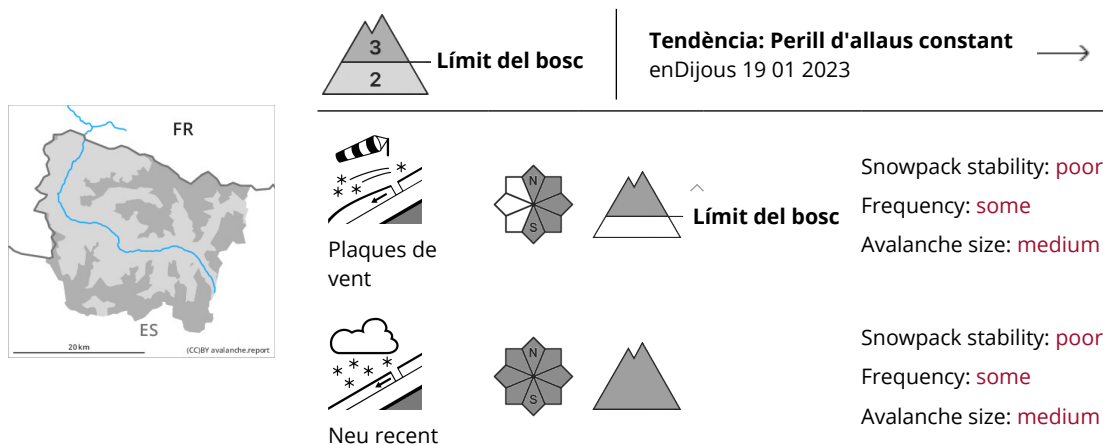 3
2
Límit del bosc
Tendència: Perill d'allaus constant
enDijous 19 01 2023
FR
ES
20 km
(CC)BY avalanche.report
N
S
Límit del bosc
Plaques de
vent
Snowpack stability: poor
Frequency: some
Avalanche size: medium
N
S
Neu recent
Snowpack stability: poor
Frequency: some
Avalanche size: medium